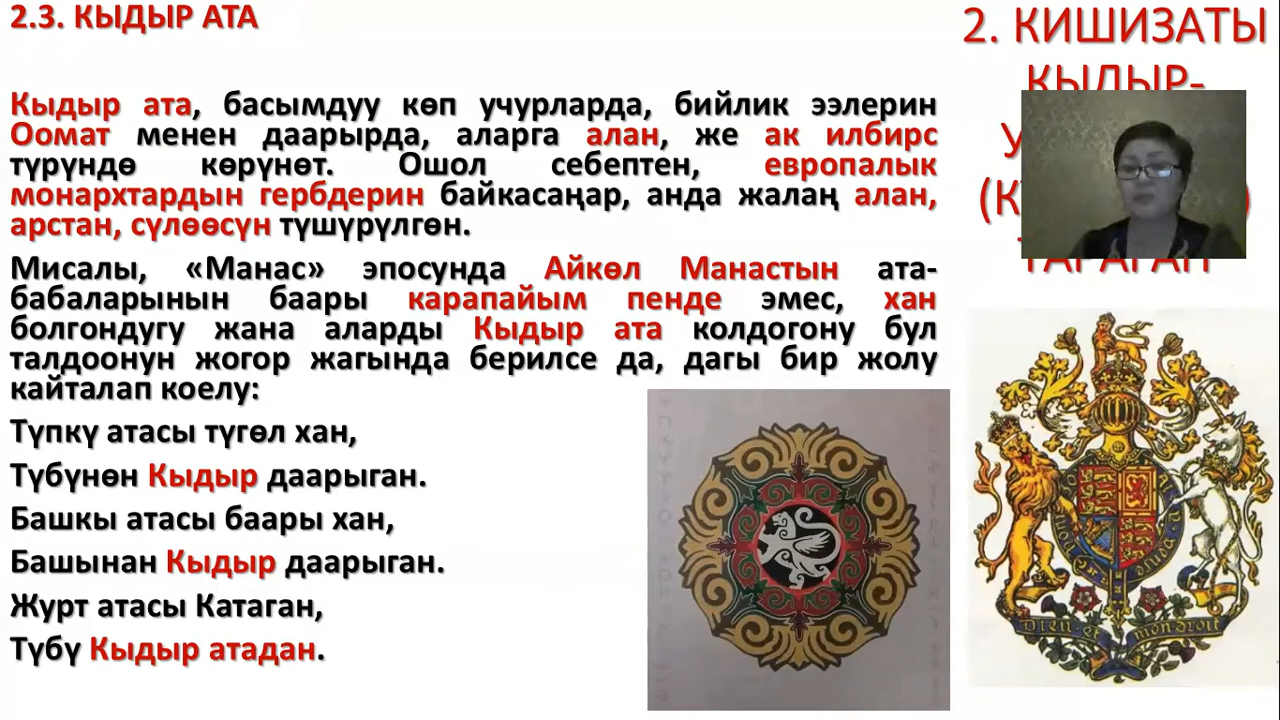 2.3. КЫДЫР АТА
Кыдыр ата, басымдуу көп учурларда, бийлик ээлерин
Оомат менен даарырда, аларга алан, же ак илбирс
түрүндө көрүнөт. Ошол себептен, европалык
монархтардын гербдерин байкасаңар, анда жалаң алан,
арстан, сүлөөсүн түшүрүлгөн.
Мисалы, «Манас» эпосунда Айкөл Манастын ата-
бабаларынын баары карапайым пенде эмес, хан
болгондугу жана аларды Кыдыр ата колдогону бул
талдоонун жогор жагында берилсе да, дагы бир жолу
кайталап коелу:
Түпкү атасы түгөл хан,
Түбүнөн Кыдыр даарыган.
Башкы атасы баары хан,
Башынан Кыдыр даарыган.
Журт атасы Катаган,
Түбү Кыдыр атадан.
2. КИШИЗАТЫ
КЫДЫР-
Dieu et mon droit